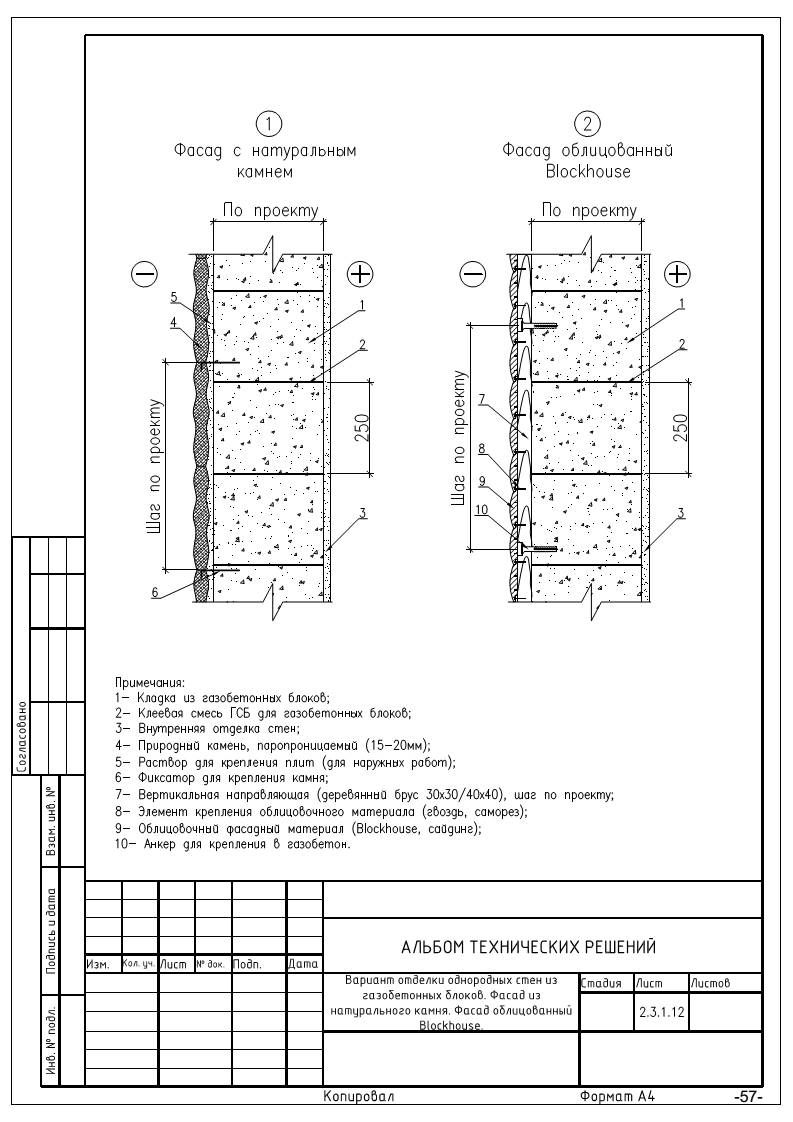 1
Фасад с натуральным
камнем
По проекту
−
+
5
4
1
2
Шаг по проекту
250
3
6
2
Фасад облицованный
Blockhouse
По проекту
−
+
1
2
Шаг по проекту
7
8
9
10
250
3
Примечания:
1− Кладка из газобетонных блоков;
2− Клеевая смесь ГСБ для газобетонных блоков;
3− Внутренняя отделка стен;
4− Природный камень, паропроницаемый (15−20мм);
5− Раствор для крепления плит (для наружных работ);
6− Фиксатор для крепления камня;
7− Вертикальная направляющая (деревянный брус 30х30/40х40), шаг по проекту;
8− Элемент крепления облицовочного материала (гвоздь, саморез);
9− Облицовочный фасадный материал (Blockhouse, сайдинг);
10− Анкер для крепления в газобетон.
Согласовано
Взам. инв. №
Подпись и дата
Инв. № подл.
Изм. Кол. уч. Лист № док. Подп. Дата
АЛЬБОМ ТЕХНИЧЕСКИХ РЕШЕНИЙ
Вариант отделки однородных стен из
газобетонных блоков. Фасад из
натурального камня. Фасад облицованный
Blockhouse.
Стадия Лист Листов
2.3.1.12
Копировал
Формат А4
-57-